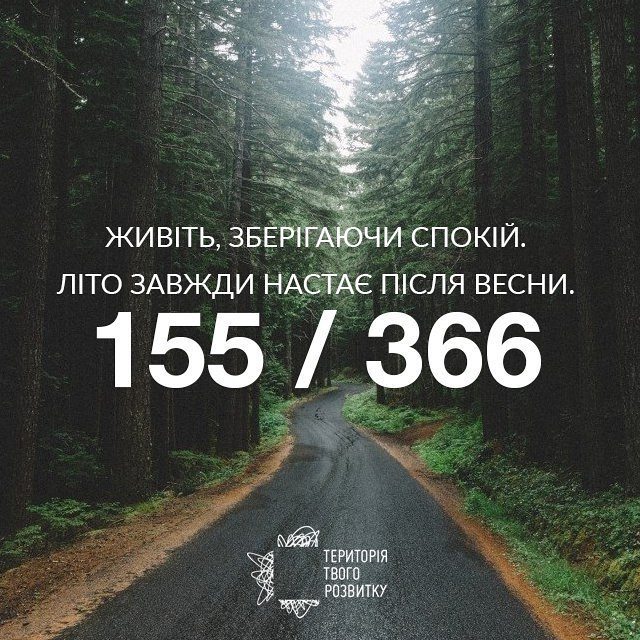 ЖИВІТЬ, ЗБЕРІГАЮЧИ СПОКІЙ.
ЛІТО ЗАВЖДИ НАСТАЄ ПІСЛЯ ВЕСНИ.
155 / 366
ТЕРИТОРІЯ
ТВОГО
РОЗВИТКУ